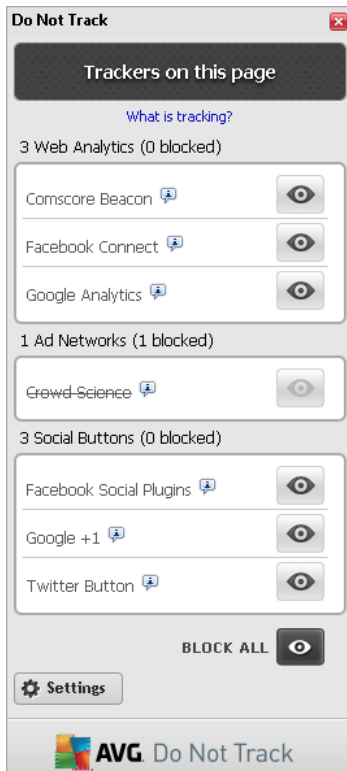 Do Not Track
Trackers on this page
What is tracking?
3 Web Analytics (0 blocked)
Comscore Beacon
Facebook Connect
Google Analytics
1 Ad Networks (1 blocked)
Crowd Science
3 Social Buttons (0 blocked)
Facebook Social Plugins
Google +1
Twitter Button
BLOCK ALL
Settings
AVG. Do Not Track